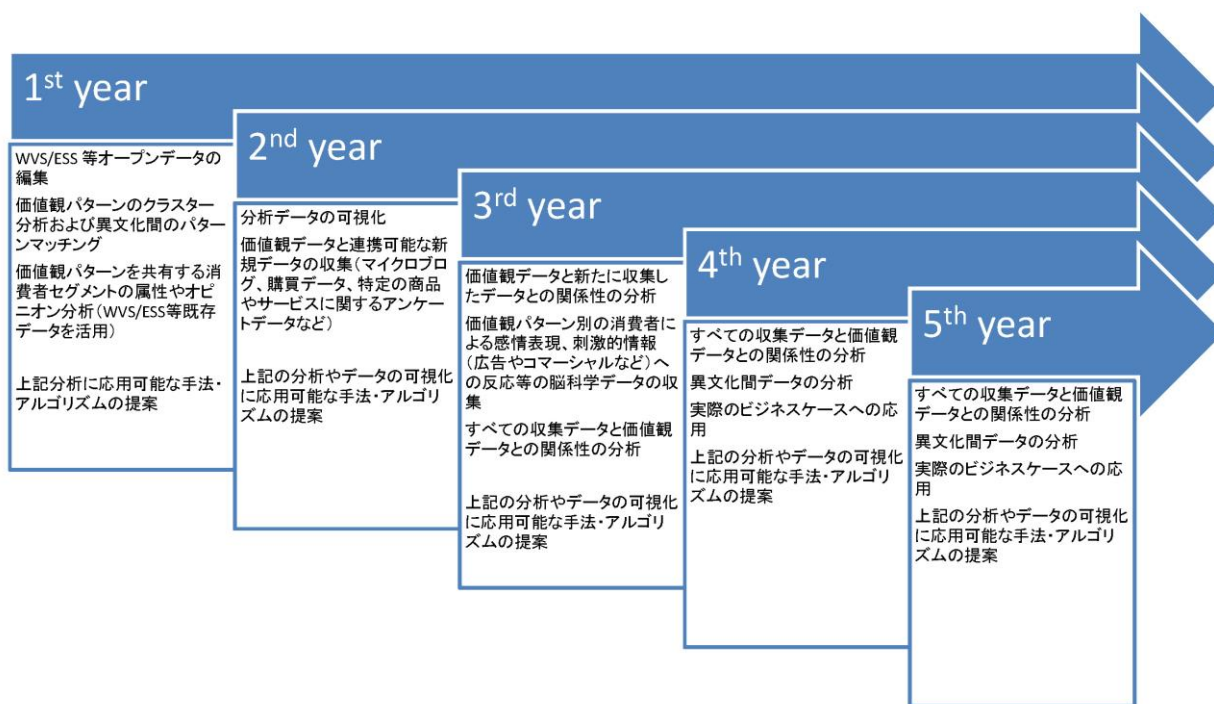 1st year
WVS/ESS 等オープンデータの
編集
価値観パターンのクラスター
分析および異文化間のパター
ンマッチング
価値観パターンを共有する消
費者セグメントの属性やオピ
ニオン分析(WVS/ESS等既存
データを活用)
上記分析に応用可能な手法・
アルゴリズムの提案
2nd year
分析データの可視化
価値観データと連携可能な新
規データの収集(マイクロブロ
グ、購買データ、特定の商品
やサービスに関するアンケー
トデータなど)
上記の分析やデータの可視化
に応用可能な手法・アルゴリ
ズムの提案
3rd year
価値観データと新たに収集し
たデータとの関係性の分析
価値観パターン別の消費者に
よる感情表現、刺激的情報
(広告やコマーシャルなど)へ
の反応等の脳科学データの収
集
すべての収集データと価値観
データとの関係性の分析
上記の分析やデータの可視化
に応用可能な手法・アルゴリ
ズムの提案
4th year
すべての収集データと価値観
データとの関係性の分析
異文化間データの分析
実際のビジネスケースへの応
用
上記の分析やデータの可視化
に応用可能な手法・アルゴリ
ズムの提案
5th year
すべての収集データと価値観
データとの関係性の分析
異文化間データの分析
実際のビジネスケースへの応
用
上記の分析やデータの可視化
に応用可能な手法・アルゴリ
ズムの提案